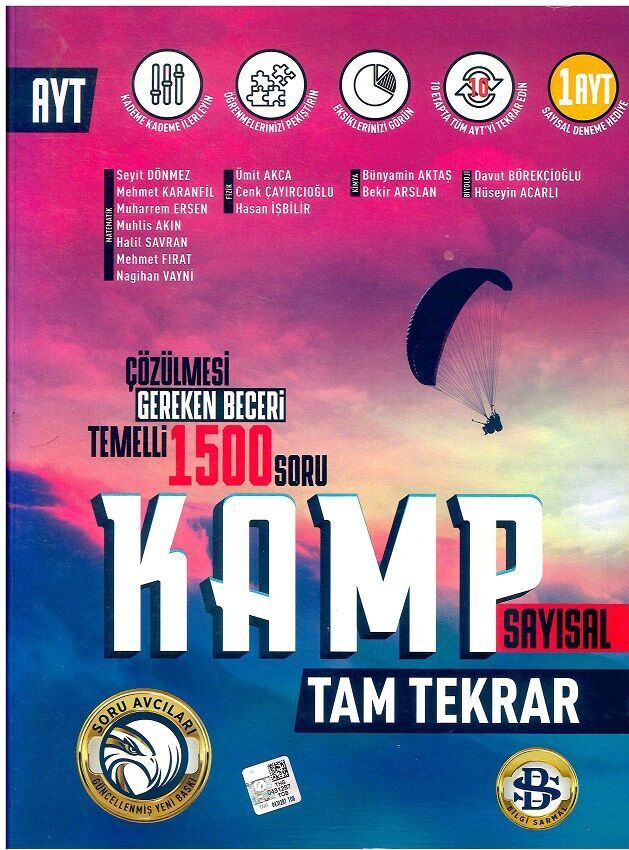 AYT
KADEME KADEME İLERLEYİN
ÖĞRENMELERİNİZİ PEKİŞTİRİN
EKSİKLERİNİZİ GÖRÜN
10
10 ETAPTA TÜM AYT'Yİ TEKRAR EDİN
1 AYT
SAYISAL DENEME HEDİYE
MATEMATİK
Seyit DÖNMEZ
Mehmet KARANFİL
Muharrem ERSEN
Muhlis AKIN
Halil SAVRAN
Mehmet FIRAT
Nagihan VAYNİ
FİZİK
Ümit AKCA
Cenk ÇAYIRCIOĞLU
Hasan İŞBİLİR
KİMYA
Bünyamin AKTAŞ
Bekir ARSLAN
BİYOLOJİ
Davut BÖREKÇİOĞLU
Hüseyin ACARLI
ÇÖZÜLMESİ
GEREKEN BECERİ
TEMELLİ 1500 SORU
KAMP
SAYISAL
TAM TEKRAR
SORU AVCILARI
GÜNCELLENMİŞ YENİ BASKI
BS
BİLGİ SARMAL